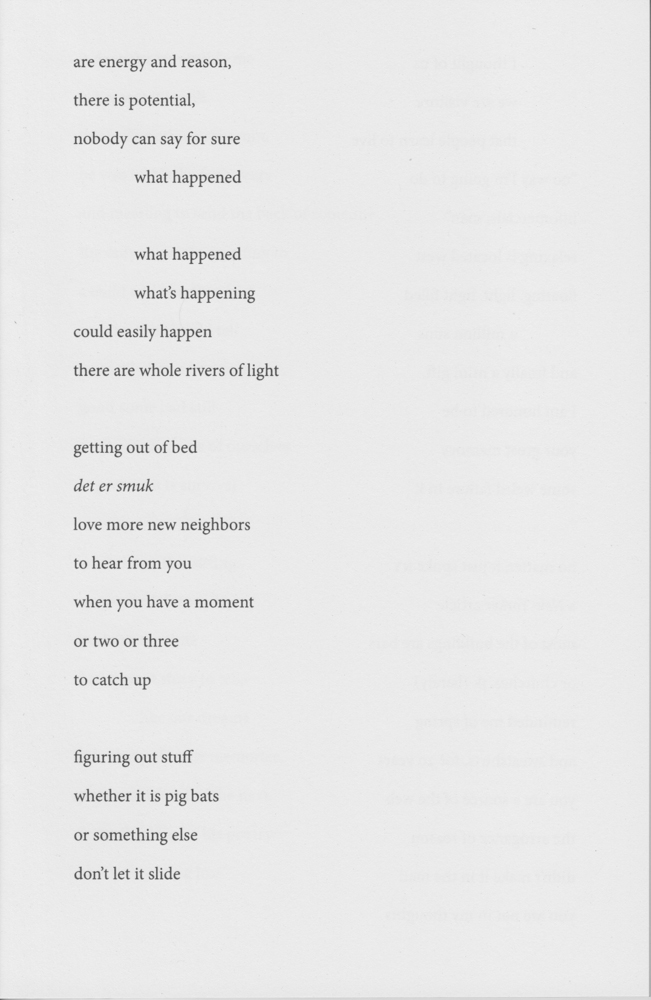 are energy and reason,
there is potential,
nobody can say for sure
what happened
what happened
what's happening
could easily happen
there are whole rivers of light
getting out of bed
det er smuk
love more new neighbors
to hear from you
when you have a moment
or two or three
to catch up
figuring out stuff
whether it is pig bats
or something else
don't let it slide